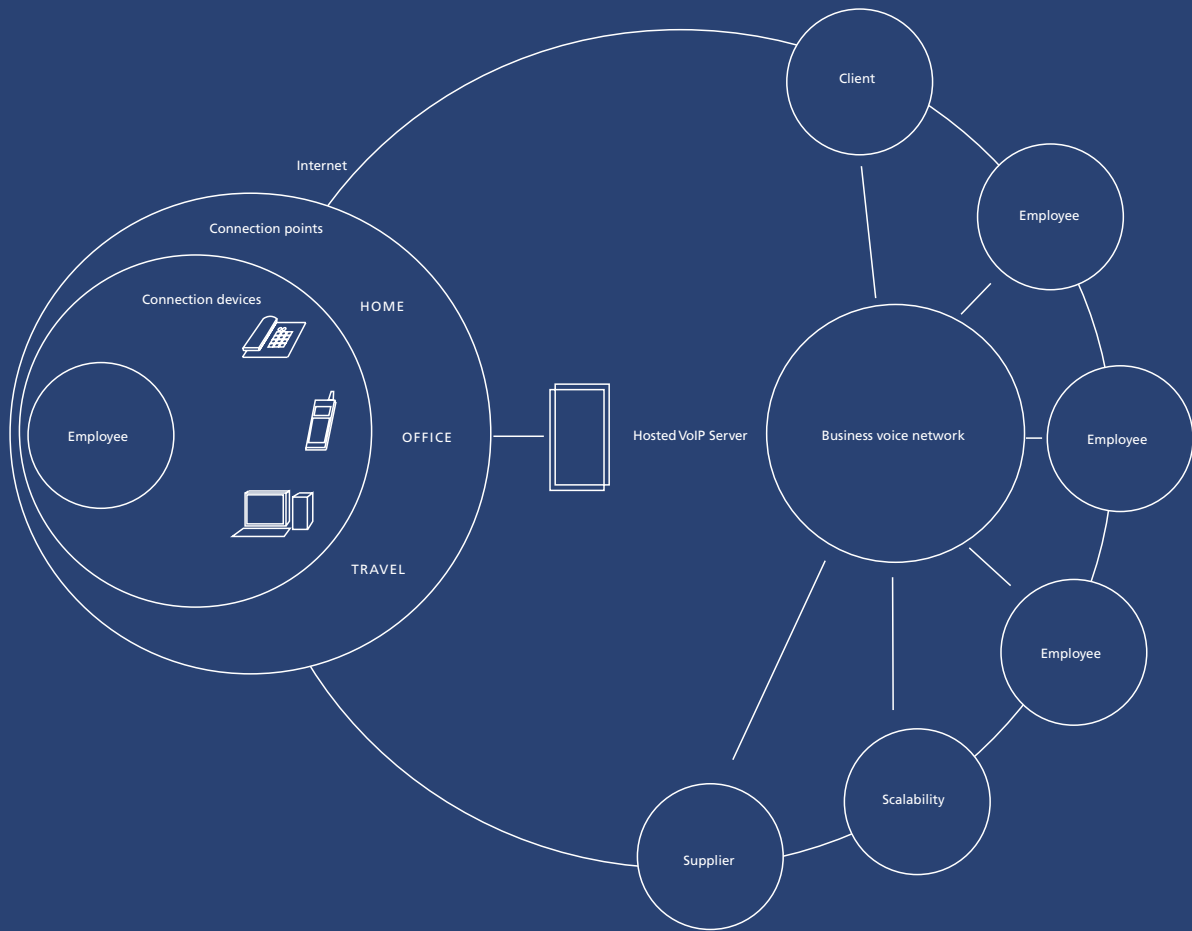 Client
Internet
Employee
Connection points
Connection devices
HOME
Employee
OFFICE
Hosted VoIP Server
Business voice network
Employee
TRAVEL
Employee
Scalability
Supplier